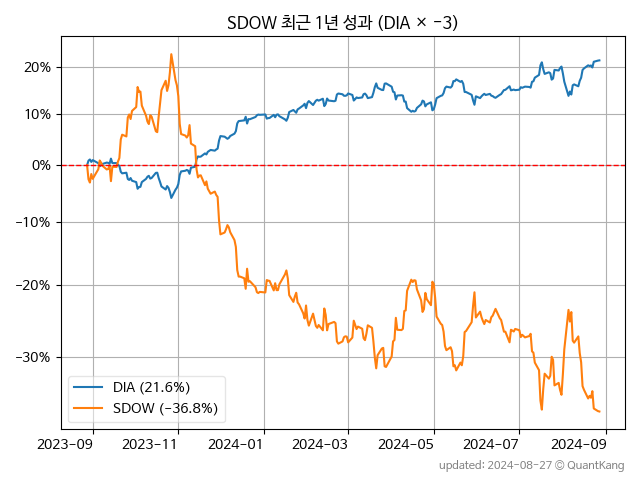 SDOW 최근 1년 성과 (DIA × -3)
20%
10%
0%
-10%
-20%
-30%
DIA (21.6%)
SDOW (-36.8%)
2023-09 2023-11 2024-01 2024-03 2024-05 2024-07 2024-09
updated: 2024-08-27 © QuantKang